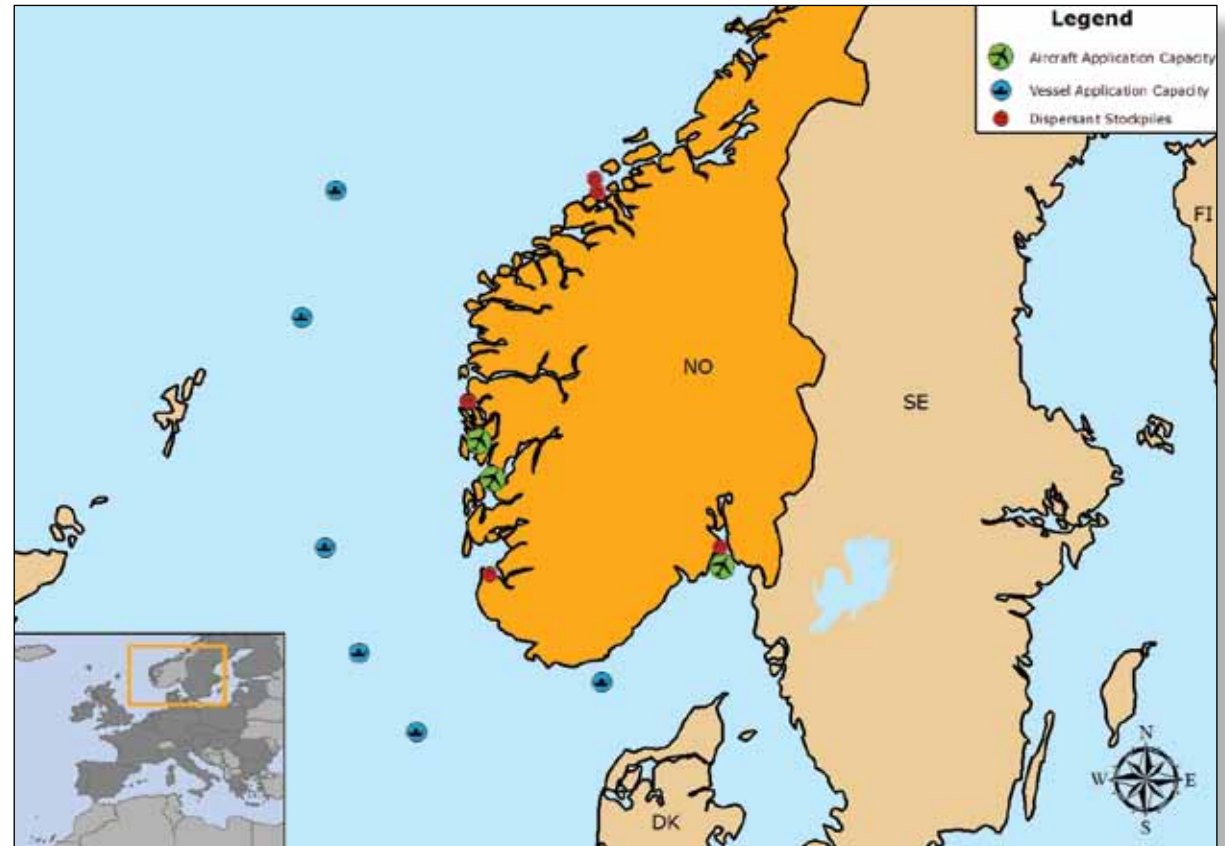 Legend
Aircraft Application Capacity
Vessel Application Capacity
Dispersant Stockpiles
FI
NO
SE
N
W E
S
DK